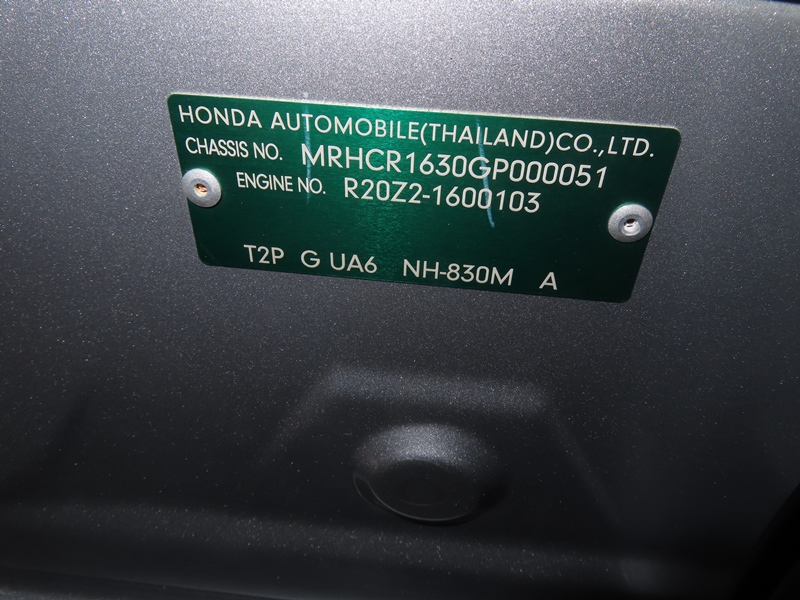 HONDA AUTOMOBILE(THAILAND)CO.,LTD.
CHASSIS NO. MRHCR1630GP000051
ENGINE NO. R20Z2-1600103
T2P G UA6 NH-830M A